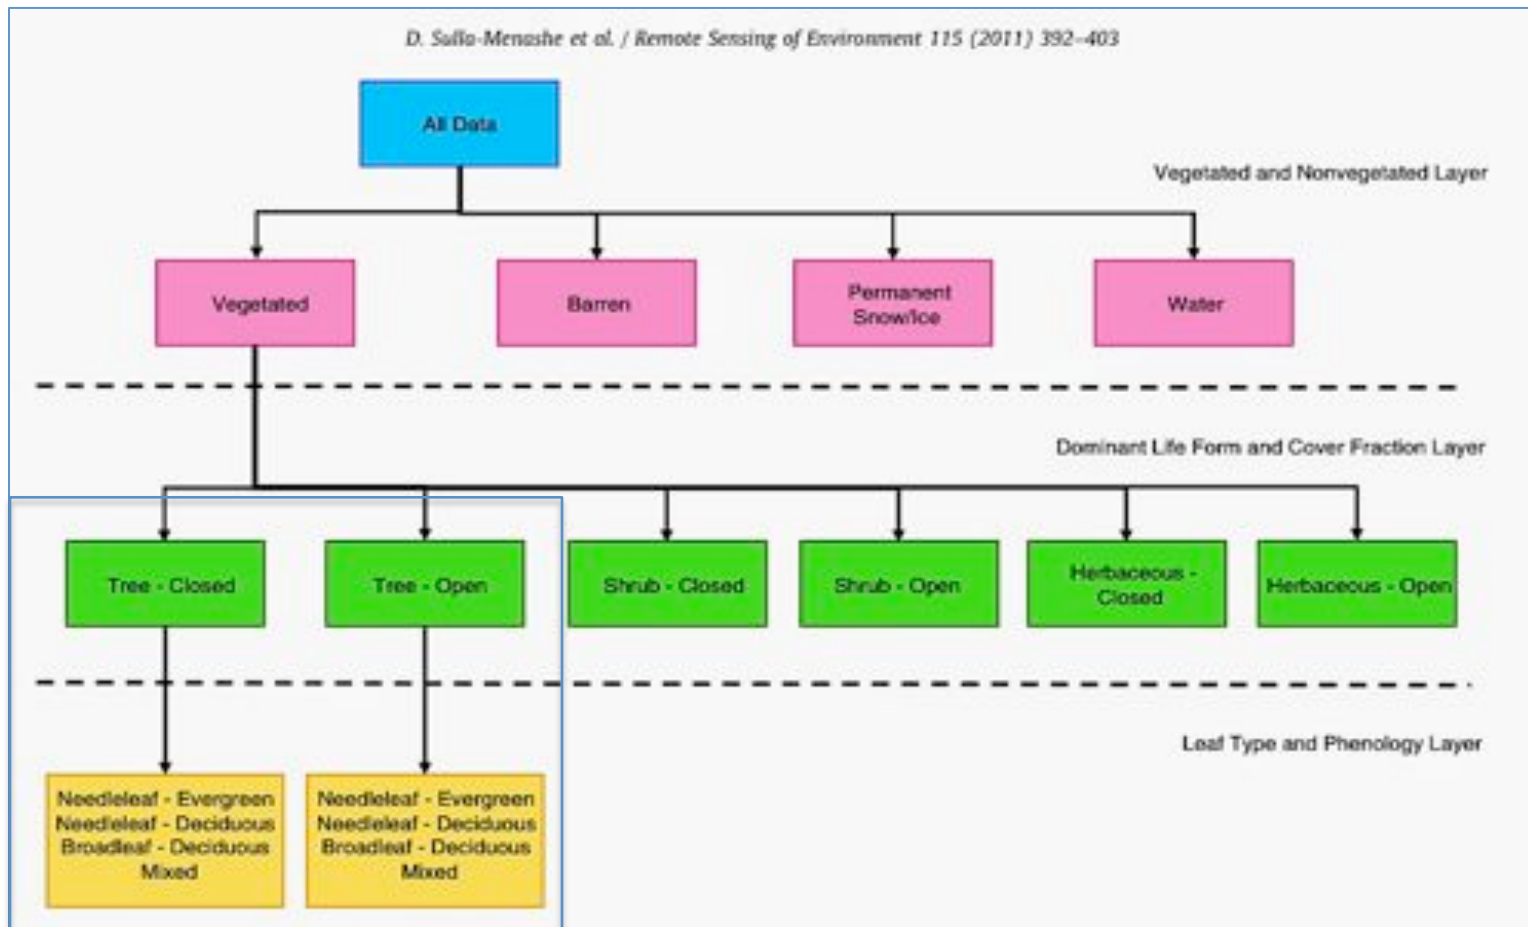 D. Sulla-Menashe et al. / Remote Sensing of Environment 115 (2011) 392–403
All Data
Vegetated and Nonvegetated Layer
Vegetated
Barren
Permanent
Snow/Ice
Water
Dominant Life Form and Cover Fraction Layer
Tree - Closed
Tree - Open
Shrub - Closed
Shrub - Open
Herbaceous -
Closed
Herbaceous - Open
Leaf Type and Phenology Layer
Needleleaf - Evergreen
Needleleaf - Deciduous
Broadleaf - Deciduous
Mixed
Needleleaf - Evergreen
Needleleaf - Deciduous
Broadleaf - Deciduous
Mixed